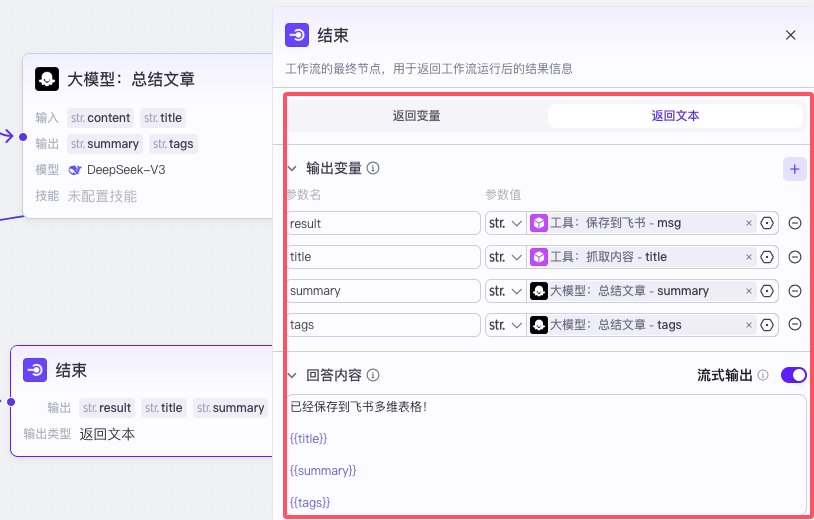 大模型：总结文章
输入 str. content str. title
输出 str. summary str. tags
模型 DeepSeek-V3
技能 未配置技能
结束
输出 str. result str. title str. summary
输出类型 返回文本
结束
工作流的最终节点，用于返回工作流运行后的结果信息
返回变量 返回文本
输出变量
参数名 参数值
result str. 工具：保存到飞书 - msg
title str. 工具：抓取内容 - title
summary str. 大模型：总结文章 - summary
tags str. 大模型：总结文章 - tags
回答内容 流式输出
已经保存到飞书多维表格！
{{title}}
{{summary}}
{{tags}}